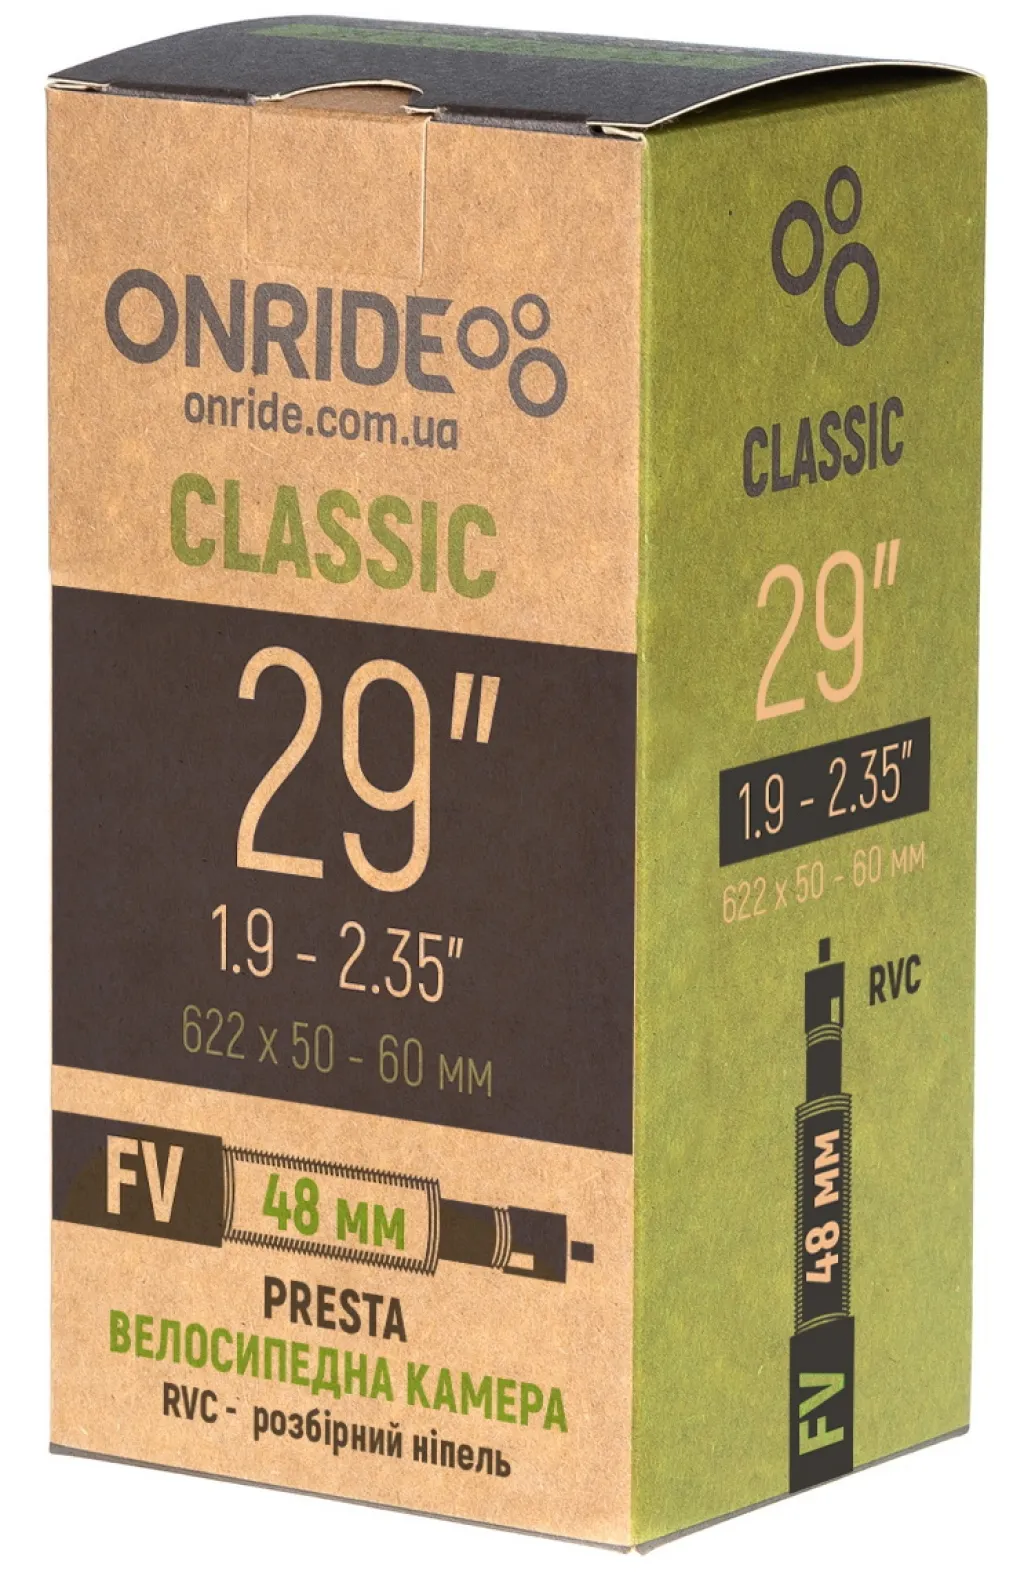 ONRIDE
onride.com.ua
CLASSIC
29"
1.9 - 2.35"
622 x 50 - 60 мм
FV
48 мм
PRESTA
ВЕЛОСИПЕДНА КАМЕРА
RVC - розбірний ніпель
CLASSIC
29"
1.9 - 2.35"
622 x 50 - 60 мм
RVC
48 мм
FV